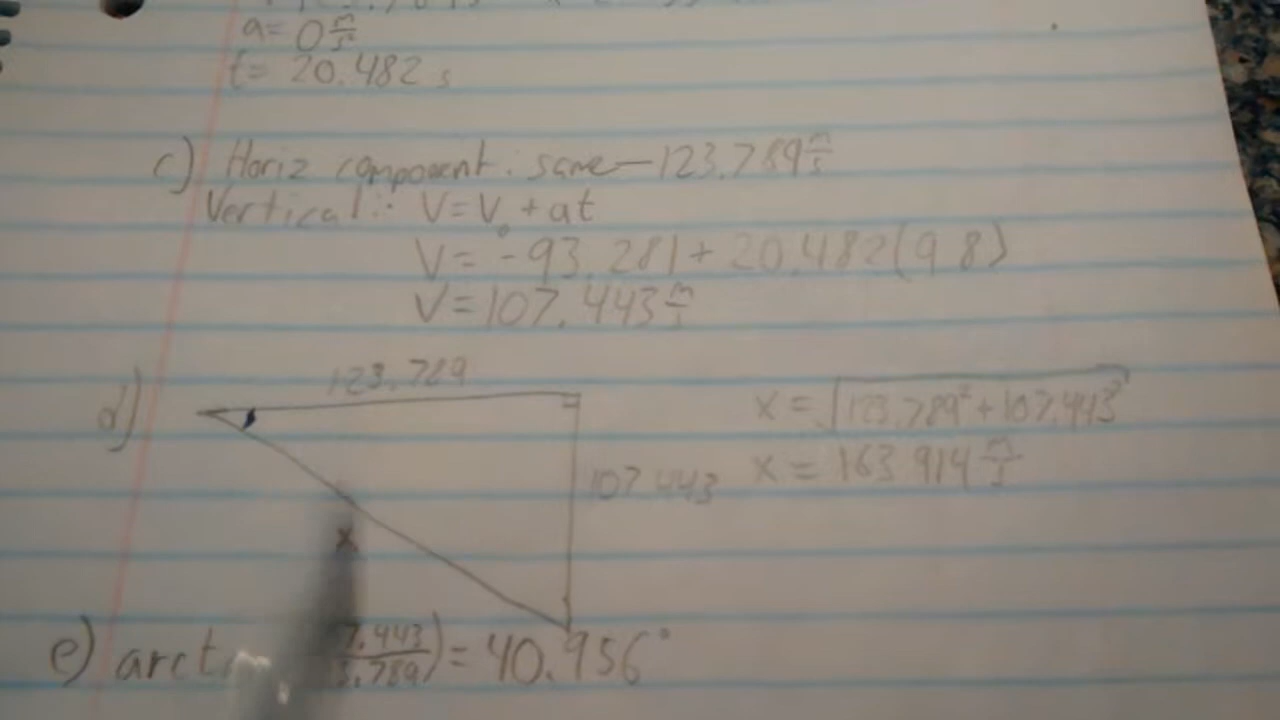 a= 0 m/s²
t= 20.482 s
c) Horiz component: same—123.789 m/s
Vertical: V=V₀+at
V= -93.281+20.482(9.8)
V=107.443 m/s
d) 123.789
x=√123.789²+107.443²
107.443
x=163.914 m/s
x
e) 7.443/3.789)=40.956°